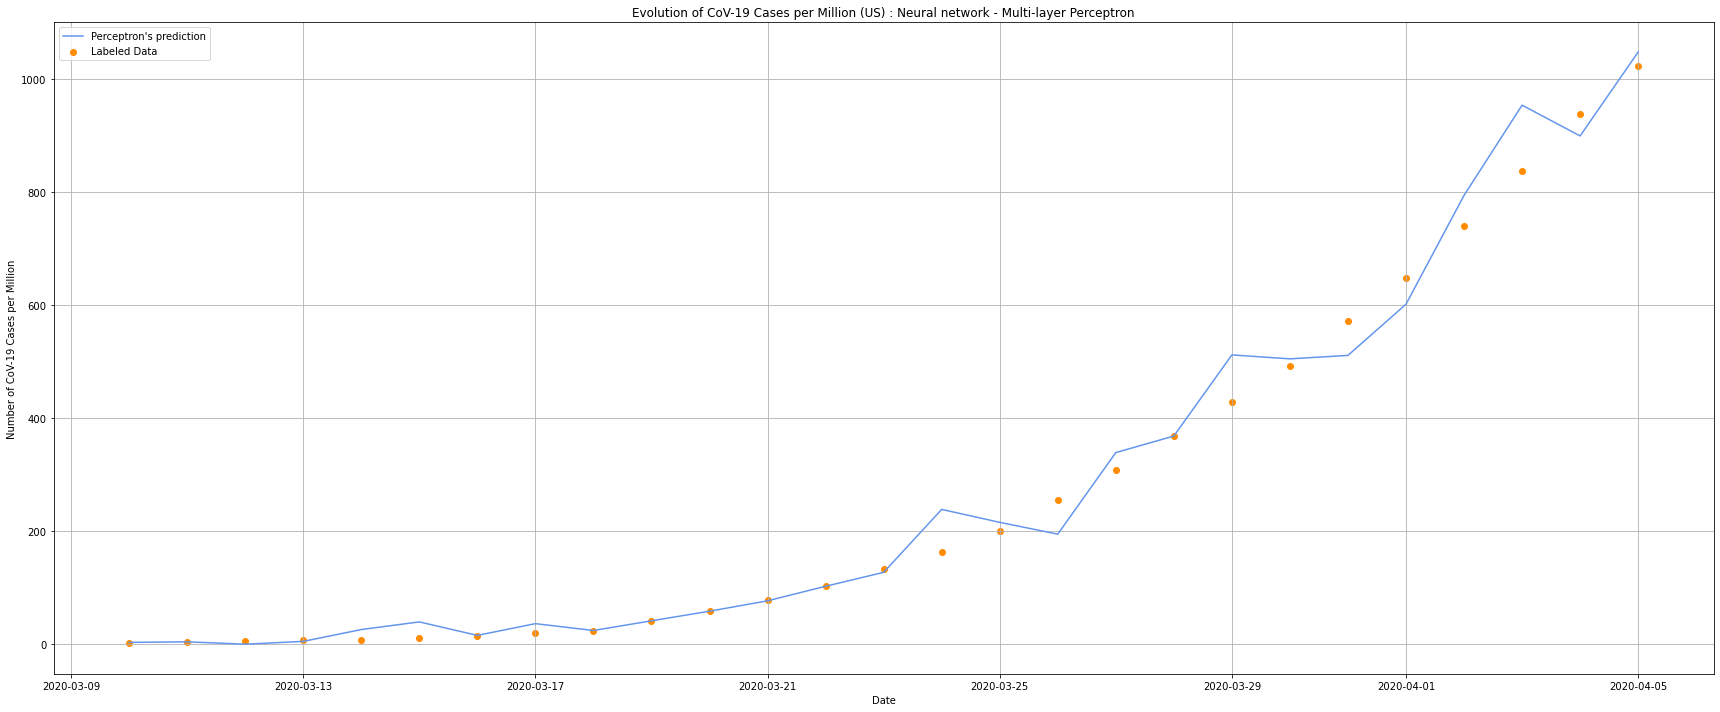 Evolution of CoV-19 Cases per Million (US) : Neural network - Multi-layer Perceptron
Perceptron's prediction
Labeled Data
Number of CoV-19 Cases per Million
1000
800
600
400
200
0
2020-03-09 2020-03-13 2020-03-17 2020-03-21 2020-03-25 2020-03-29 2020-04-01 2020-04-05
Date